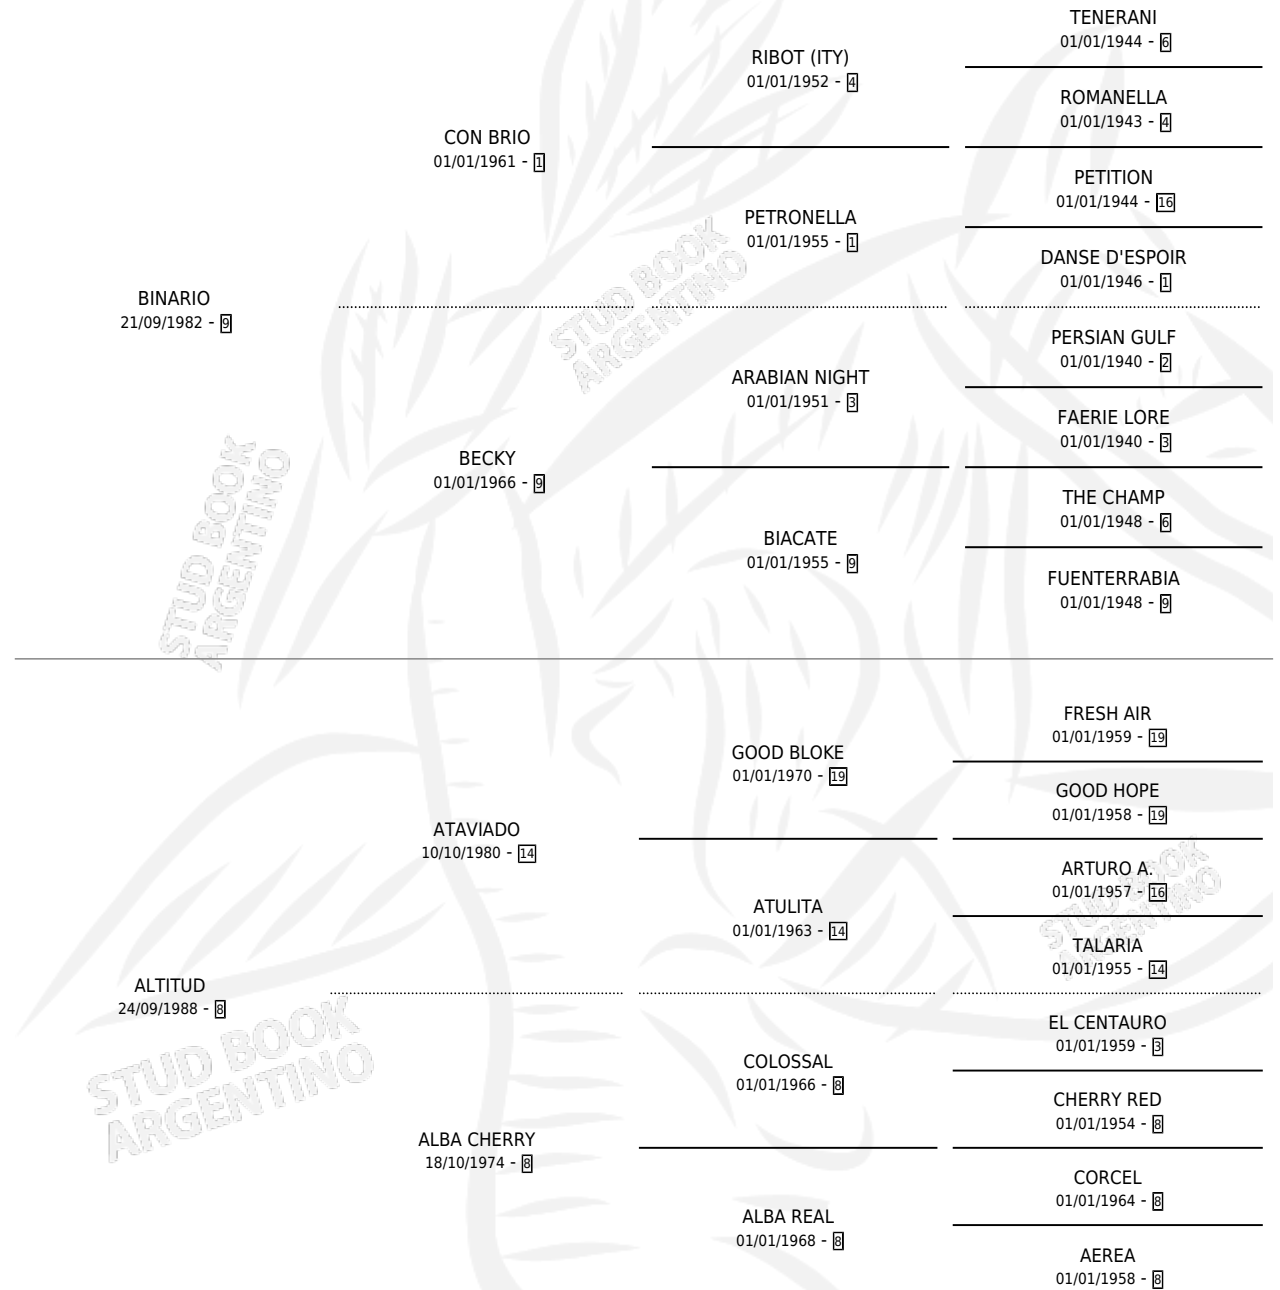 TENERANI
01/01/1944 - 6
RIBOT (ITY)
01/01/1952 - 4
ROMANELLA
01/01/1943 - 4
CON BRIO
01/01/1961 - 1
PETITION
01/01/1944 - 16
PETRONELLA
01/01/1955 - 1
DANSE D'ESPOIR
01/01/1946 - 1
BINARIO
21/09/1982 - 9
STUD BOOK
ARGENTINO
PERSIAN GULF
01/01/1940 - 2
ARABIAN NIGHT
01/01/1951 - 3
FAERIE LORE
01/01/1940 - 3
BECKY
01/01/1966 - 9
THE CHAMP
01/01/1948 - 6
BIACATE
01/01/1955 - 9
FUENTERRABIA
01/01/1948 - 9
STUD BOOK
ARGENTINO
FRESH AIR
01/01/1959 - 19
GOOD BLOKE
01/01/1970 - 19
GOOD HOPE
01/01/1958 - 19
ATAVIADO
10/10/1980 - 14
ARTURO A.
01/01/1957 - 16
ATULITA
01/01/1963 - 14
TALARIA
01/01/1955 - 14
STUD BOOK
ARGENTINO
ALTITUD
24/09/1988 - 8
STUD BOOK
ARGENTINO
EL CENTAURO
01/01/1959 - 3
COLOSSAL
01/01/1966 - 8
CHERRY RED
01/01/1954 - 8
ALBA CHERRY
18/10/1974 - 8
CORCEL
01/01/1964 - 8
ALBA REAL
01/01/1968 - 8
AEREA
01/01/1958 - 8